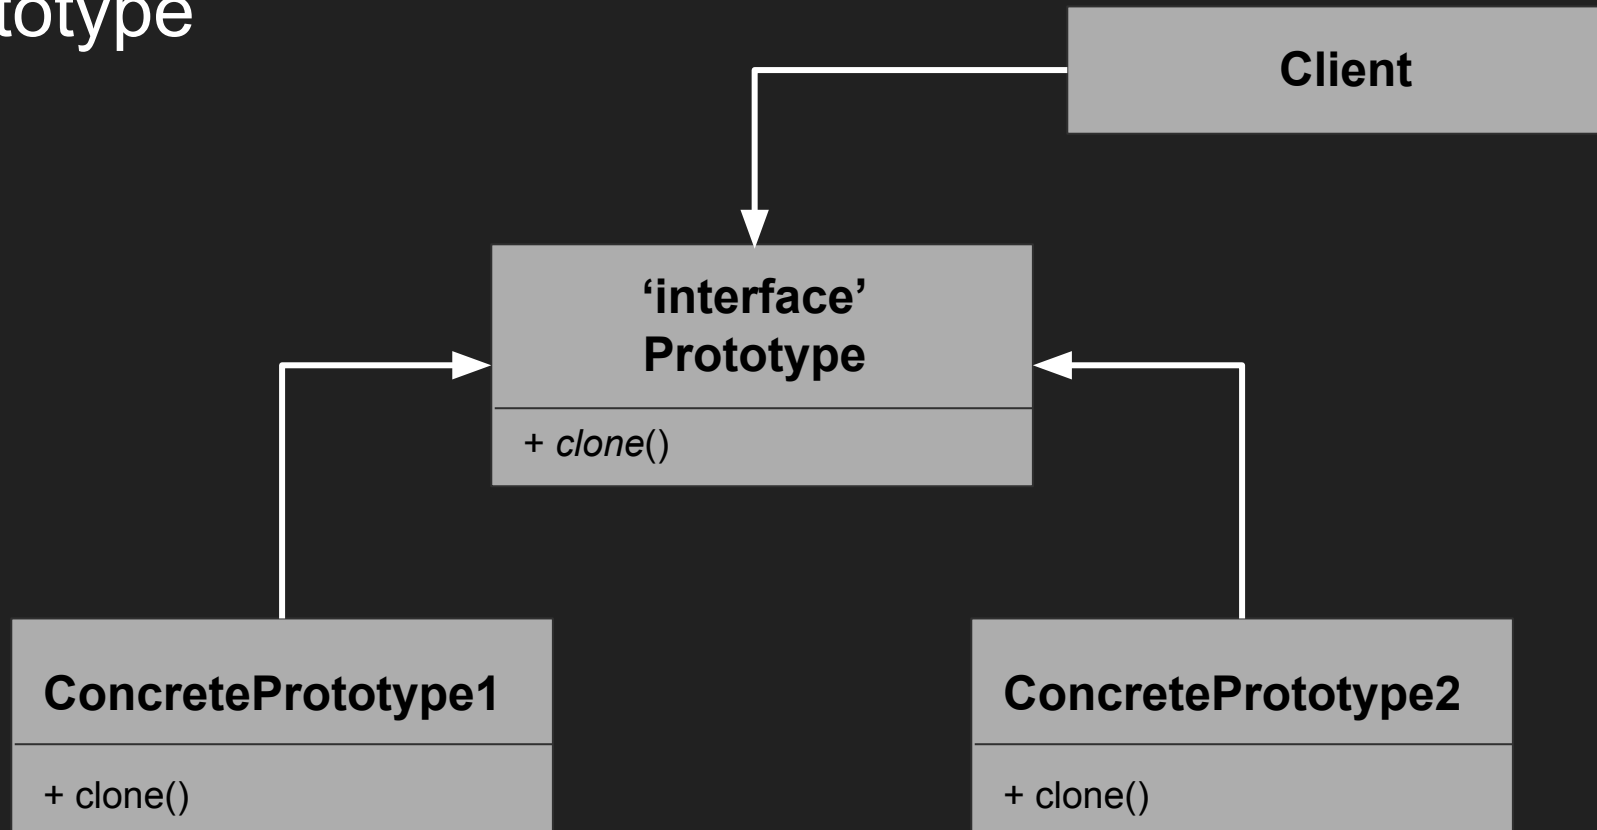 totype
Client
‘interface’
Prototype
+ clone()
ConcretePrototype1
+ clone()
ConcretePrototype2
+ clone()